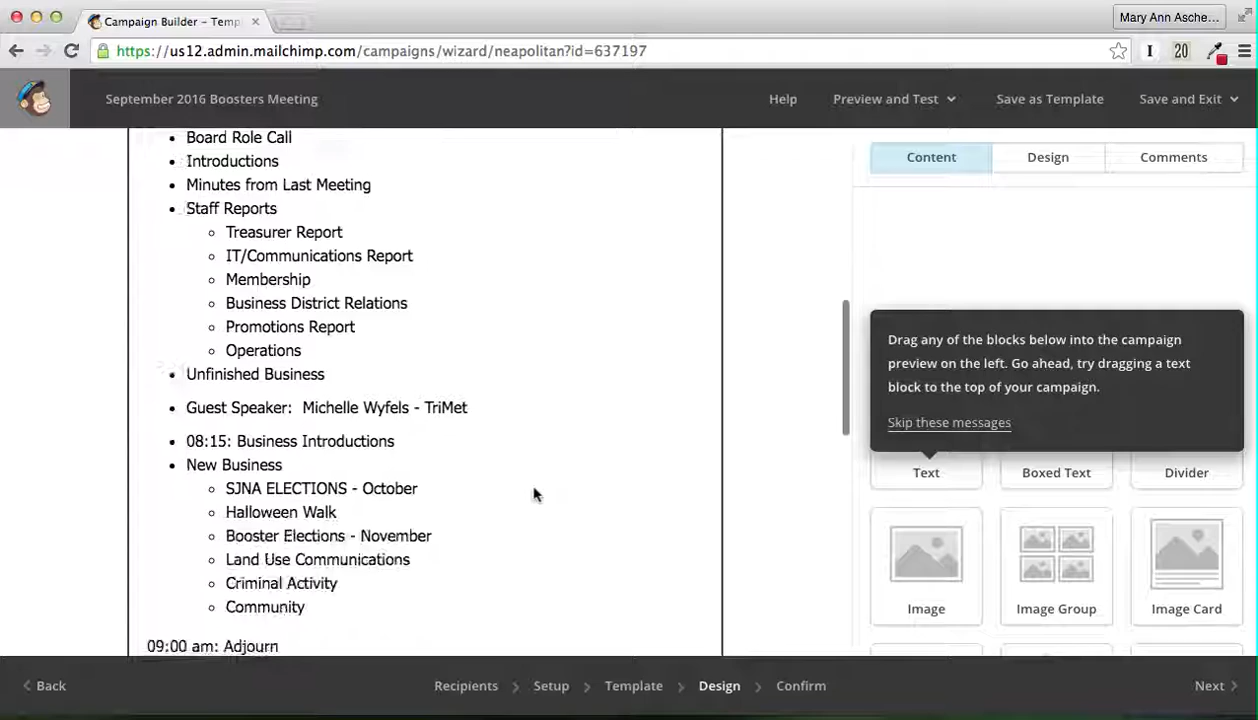 Campaign Builder - Temp
Mary Ann Asche...
https://us12.admin.mailchimp.com/campaigns/wizard/neapolitan?id=637197
20
September 2016 Boosters Meeting
Help
Preview and Test
Save as Template
Save and Exit
Board Role Call
Introductions
Minutes from Last Meeting
Staff Reports
Treasurer Report
IT/Communications Report
Membership
Business District Relations
Promotions Report
Operations
Unfinished Business
Guest Speaker: Michelle Wyfels - TriMet
08:15: Business Introductions
New Business
SJNA ELECTIONS - October
Halloween Walk
Booster Elections - November
Land Use Communications
Criminal Activity
Community
09:00 am: Adjourn
Content
Design
Comments
Drag any of the blocks below into the campaign
preview on the left. Go ahead, try dragging a text
block to the top of your campaign.
Skip these messages
Text
Boxed Text
Divider
Image
Image Group
Image Card
Back
Recipients
Setup
Template
Design
Confirm
Next